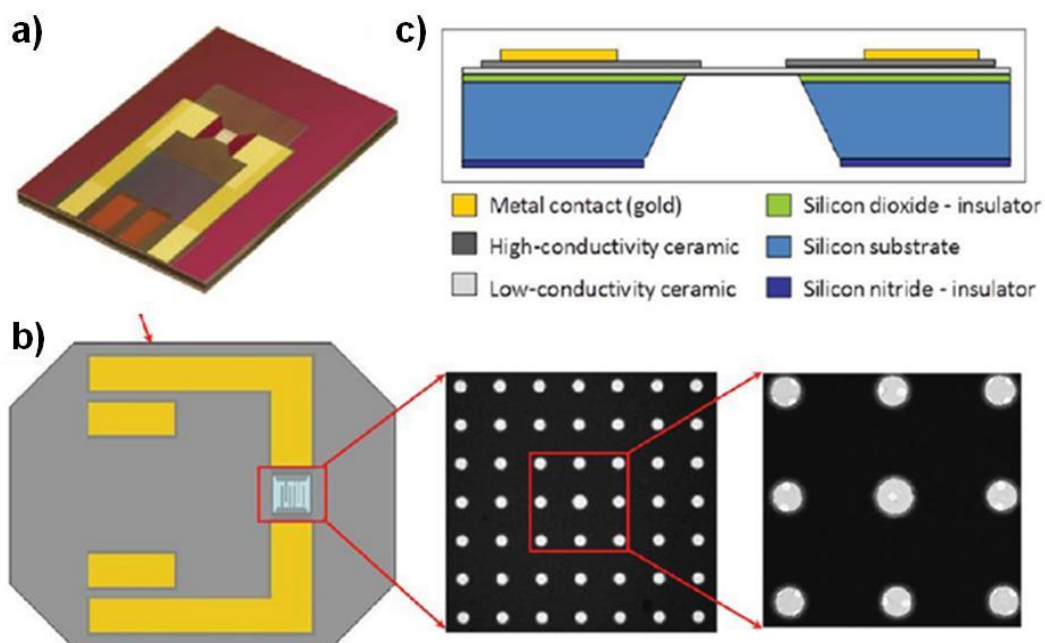 a)
c)
Metal contact (gold)
High-conductivity ceramic
Low-conductivity ceramic
Silicon dioxide - insulator
Silicon substrate
Silicon nitride - insulator
b)